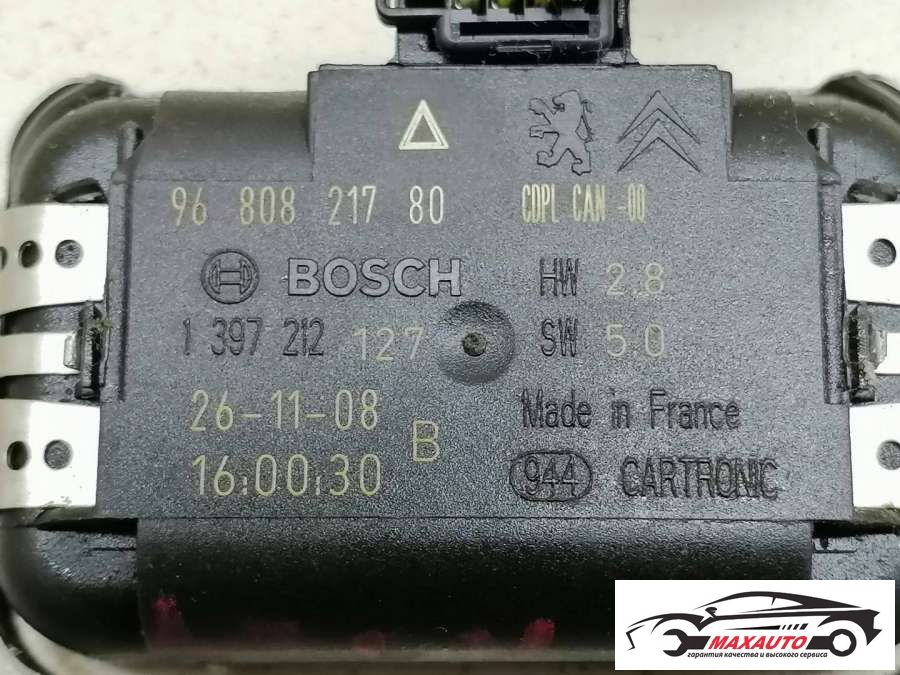 96 808 217 80 CDPL CAN -00
BOSCH HW 2.8
1 397 212 127 SW 5.0
26-11-08 Made in France
B
16:00:30 944 CARTRONIC
MAXAUTO
гарантия качества и высокого сервиса